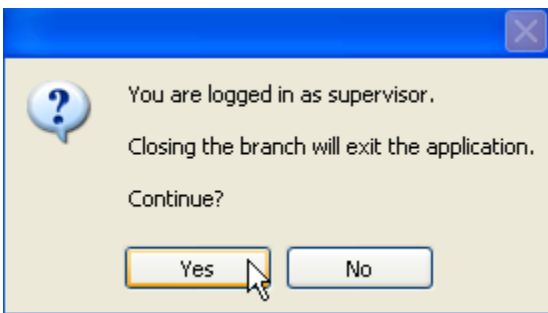 You are logged in as supervisor.
Closing the branch will exit the application.
Continue?
Yes No